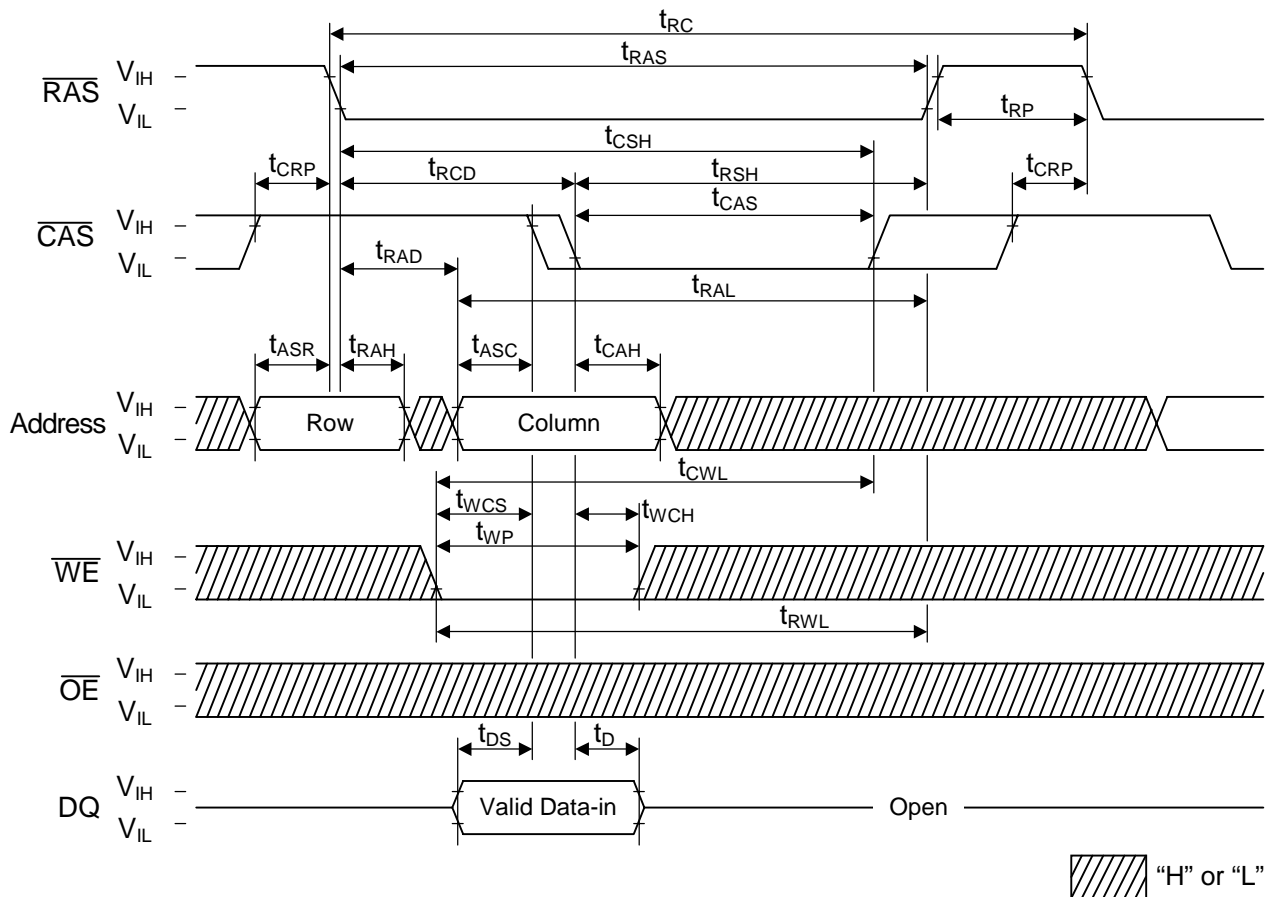 tRC
VIH
tRAS
RAS
VIL
tRP
tCSH
tCRP
tRCD
tRSH
tCRP
tCAS
VIH
CAS
VIL
tRAD
tRAL
tASR
tRAH
tASC
tCAH
VIH
Address
Row
Column
VIL
tCWL
tWCS
tWCH
tWP
VIH
WE
VIL
tRWL
VIH
OE
VIL
tDS
tD
VIH
DQ
Valid Data-in
Open
VIL
“H” or “L”